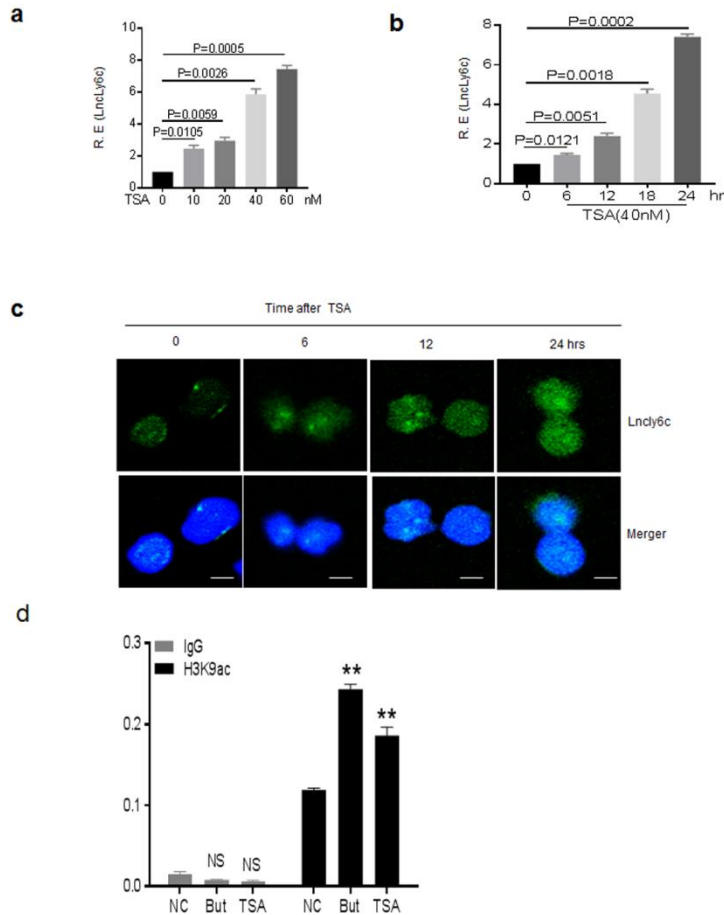 a
R. E (LncLy6c)
10
8
6
4
2
0
P=0.0005
P=0.0026
P=0.0059
P=0.0105
TSA 0 10 20 40 60 nM
b
R. E (LncLy6c)
8
6
4
2
0
P=0.0002
P=0.0018
P=0.0051
P=0.0121
0 6 12 18 24 hr
TSA(40nM)
c
Time after TSA
0 6 12 24 hrs
Lncly6c
Merger
d
0.3
0.2
0.1
0.0
IgG
H3K9ac
**
**
NS NS
NC But TSA NC But TSA